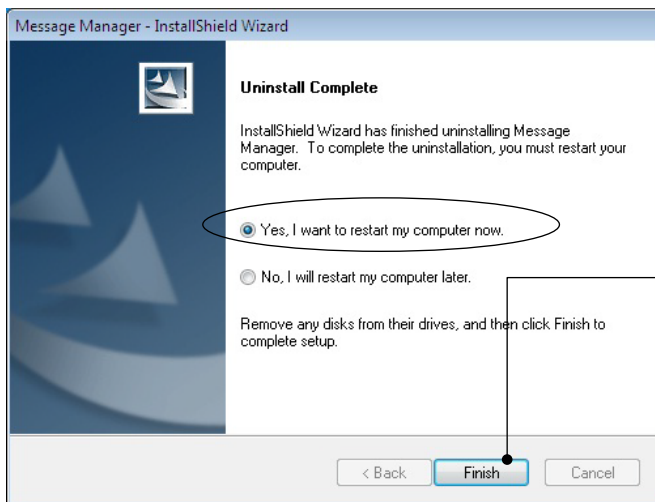 Message Manager - InstallShield Wizard
Uninstall Complete
InstallShield Wizard has finished uninstalling Message
Manager. To complete the uninstallation, you must restart your
computer.
Yes, I want to restart my computer now.
No, I will restart my computer later.
Remove any disks from their drives, and then click Finish to
complete setup.
< Back Finish Cancel